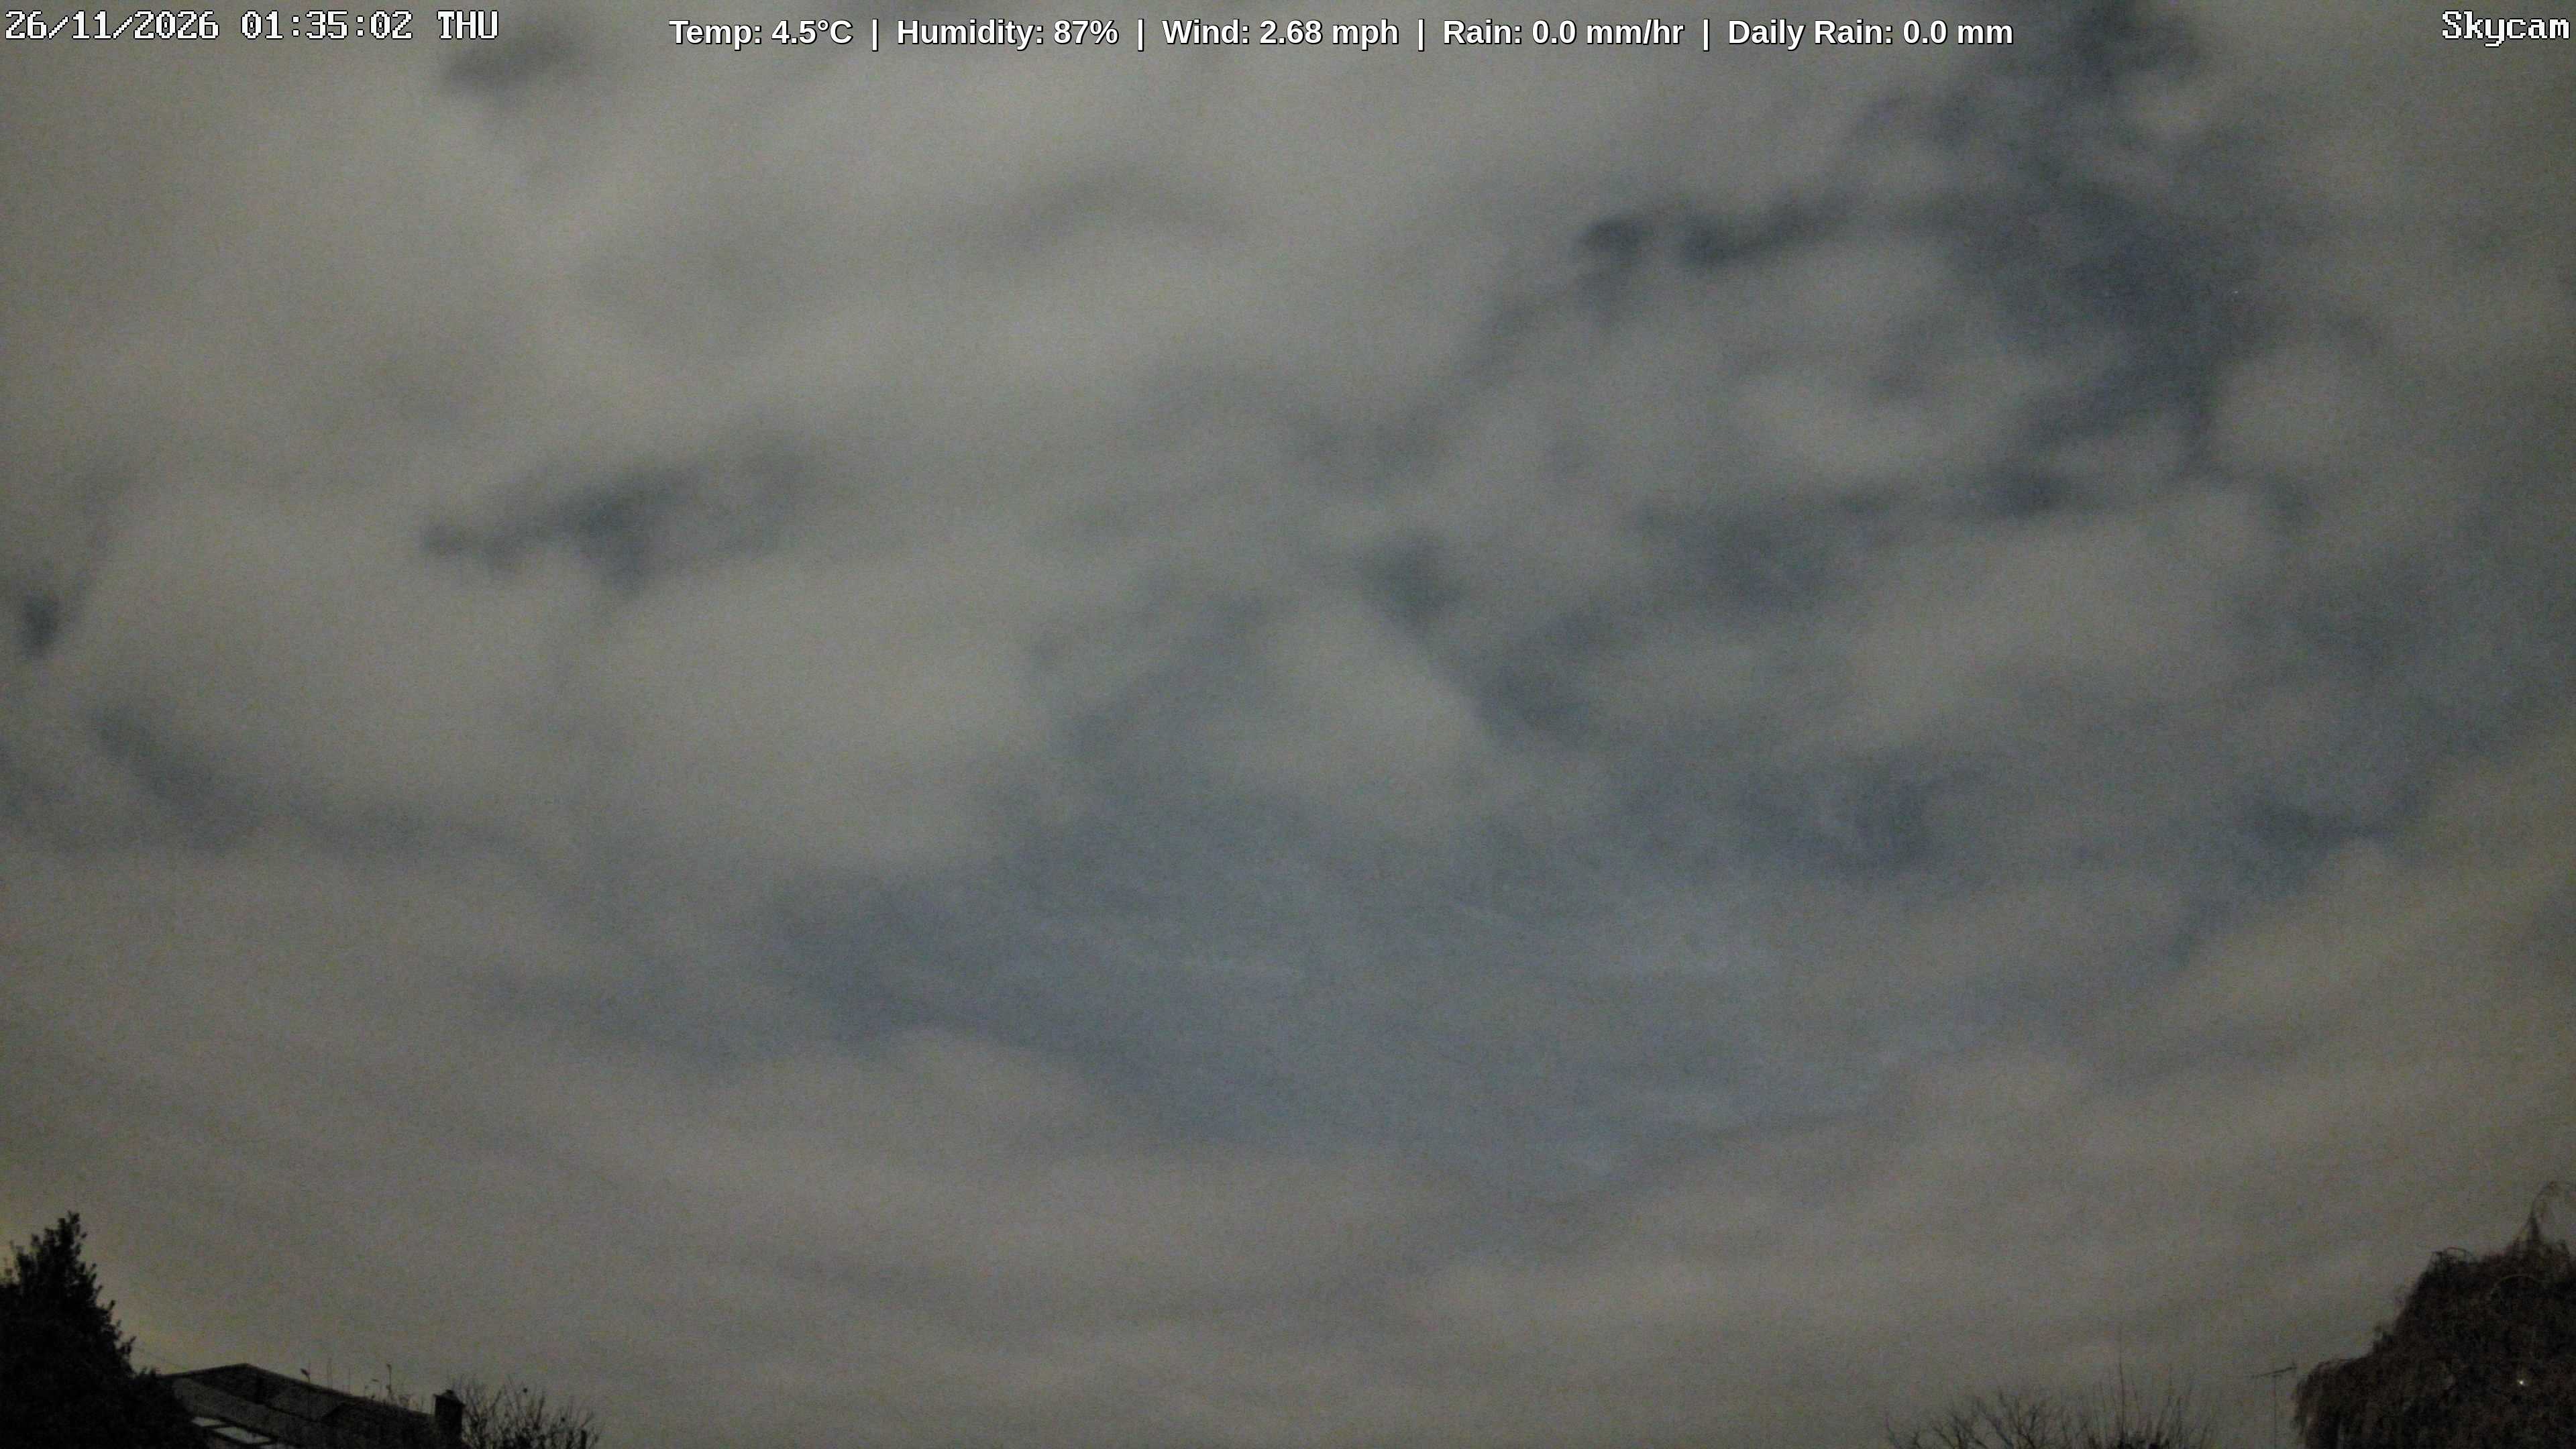 26/11/2026 01:35:02 THU
Temp: 4.5°C | Humidity: 87% | Wind: 2.68 mph | Rain: 0.0 mm/hr | Daily Rain: 0.0 mm
Skycam